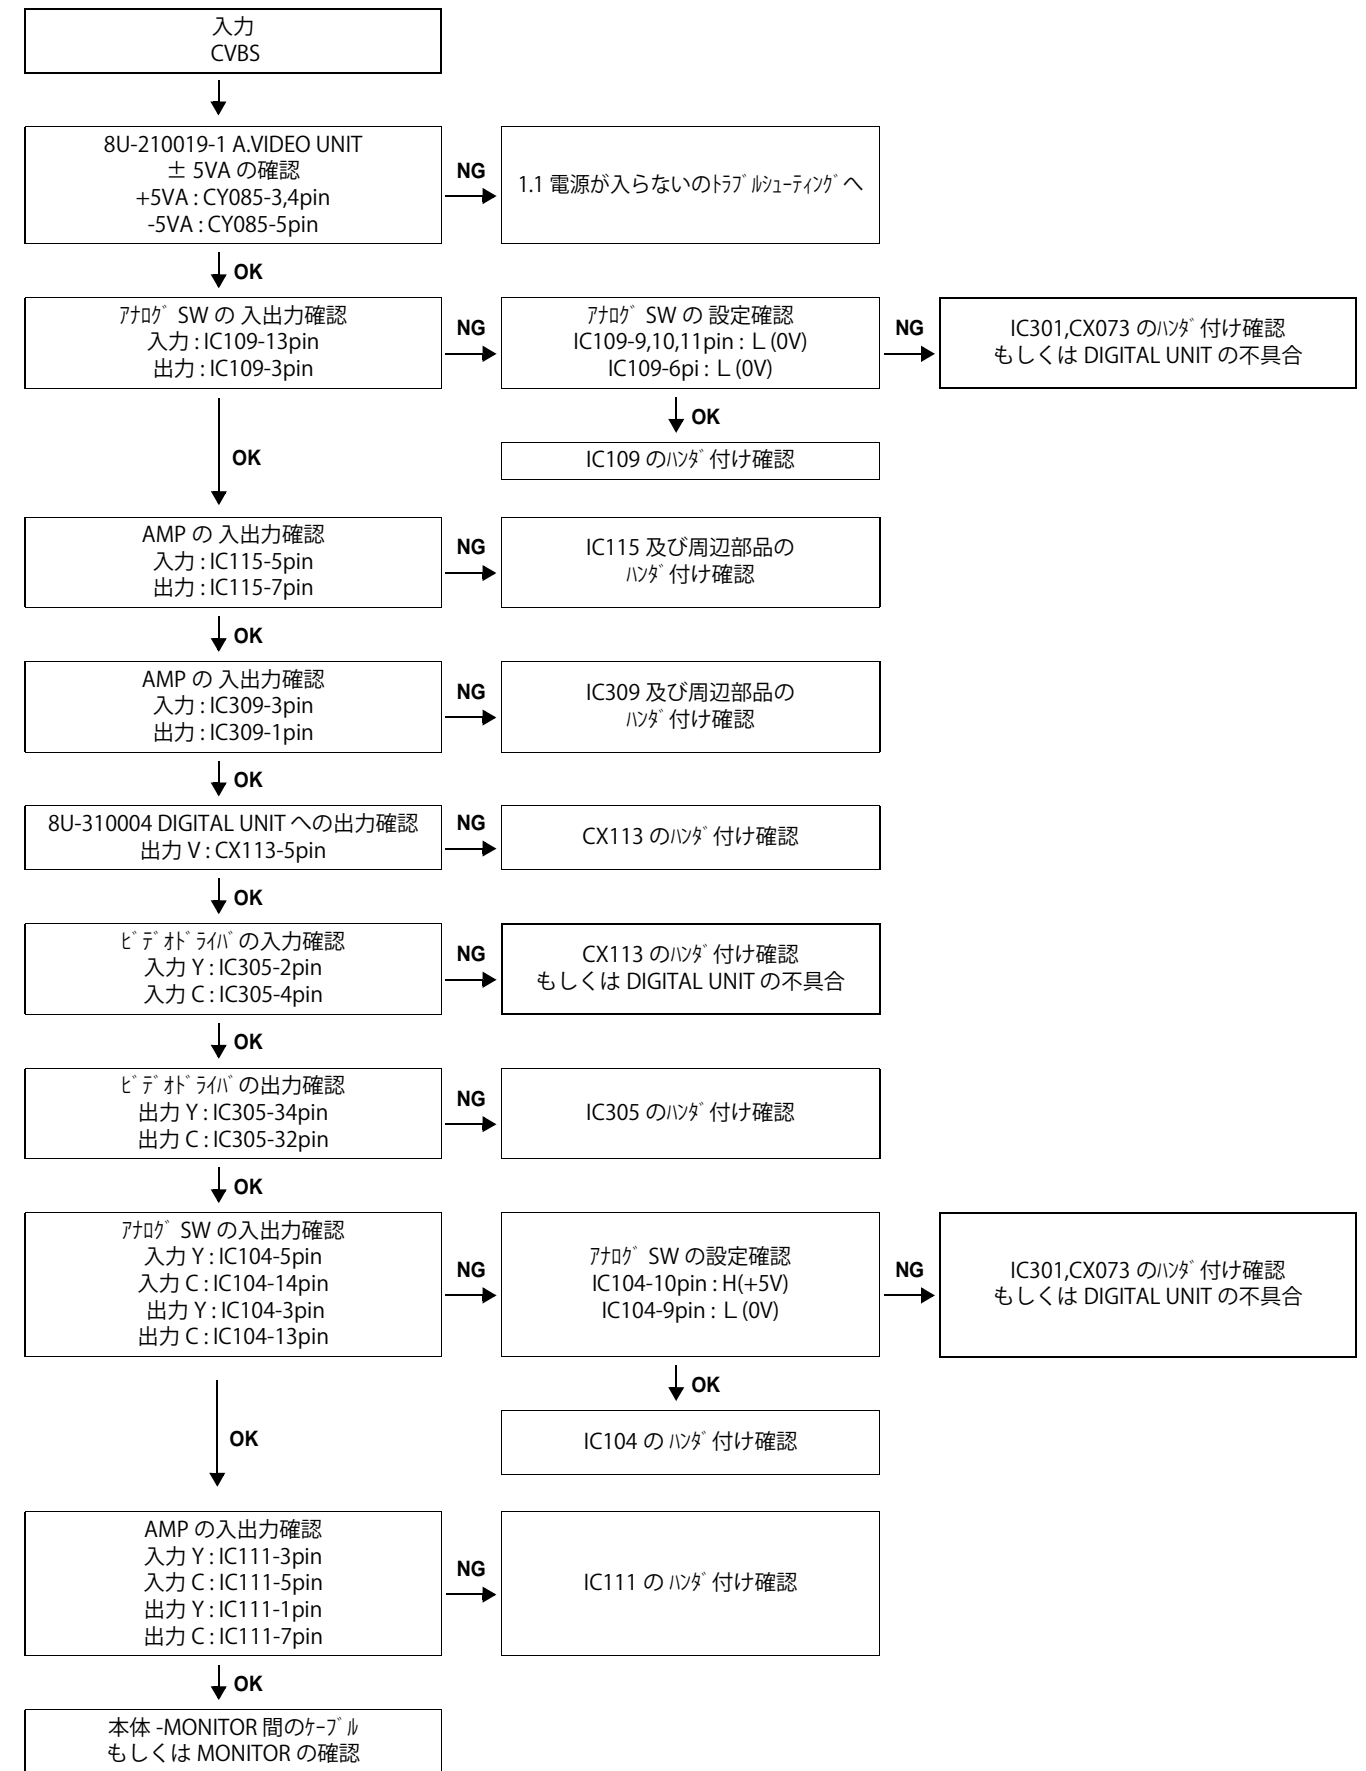 入力
CVBS
8U-210019-1 A.VIDEO UNIT
± 5VA の確認
+5VA : CY085-3,4pin
-5VA : CY085-5pin
NG
1.1 電源が入らないのﾄﾗﾌﾞﾙｼｭｰﾃｨﾝｸﾞへ
OK
ｱﾅﾛｸﾞ SW の 入出力確認
入力 : IC109-13pin
出力 : IC109-3pin
NG
ｱﾅﾛｸﾞ SW の 設定確認
IC109-9,10,11pin : L (0V)
IC109-6pi : L (0V)
NG
IC301,CX073 のﾊﾝﾀﾞ付け確認
もしくは DIGITAL UNIT の不具合
OK
IC109 のﾊﾝﾀﾞ付け確認
OK
AMP の 入出力確認
入力 : IC115-5pin
出力 : IC115-7pin
NG
IC115 及び周辺部品の
ﾊﾝﾀﾞ付け確認
OK
AMP の 入出力確認
入力 : IC309-3pin
出力 : IC309-1pin
NG
IC309 及び周辺部品の
ﾊﾝﾀﾞ付け確認
OK
8U-310004 DIGITAL UNIT への出力確認
出力 V : CX113-5pin
NG
CX113 のﾊﾝﾀﾞ付け確認
OK
ﾋﾞﾃﾞｵﾄﾞﾗｲﾊﾞの入力確認
入力 Y : IC305-2pin
入力 C : IC305-4pin
NG
CX113 のﾊﾝﾀﾞ付け確認
もしくは DIGITAL UNIT の不具合
OK
ﾋﾞﾃﾞｵﾄﾞﾗｲﾊﾞの出力確認
出力 Y : IC305-34pin
出力 C : IC305-32pin
NG
IC305 のﾊﾝﾀﾞ付け確認
OK
ｱﾅﾛｸﾞ SW の入出力確認
入力 Y : IC104-5pin
入力 C : IC104-14pin
出力 Y : IC104-3pin
出力 C : IC104-13pin
NG
ｱﾅﾛｸﾞ SW の設定確認
IC104-10pin : H(+5V)
IC104-9pin : L (0V)
NG
IC301,CX073 のﾊﾝﾀﾞ付け確認
もしくは DIGITAL UNIT の不具合
OK
IC104 の ﾊﾝﾀﾞ付け確認
OK
AMP の入出力確認
入力 Y : IC111-3pin
入力 C : IC111-5pin
出力 Y : IC111-1pin
出力 C : IC111-7pin
NG
IC111 の ﾊﾝﾀﾞ付け確認
OK
本体 -MONITOR 間のｹｰﾌﾞﾙ
もしくは MONITOR の確認